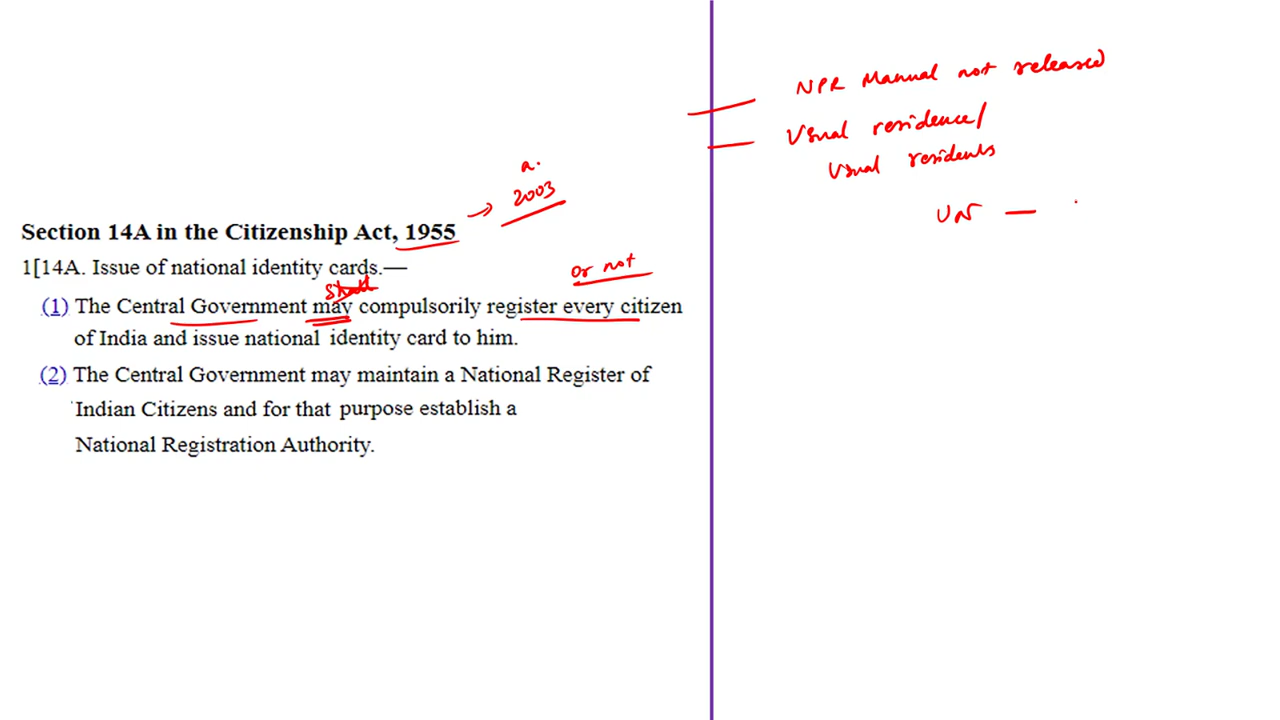 NPR Manual not released
Usual residence/
Usual residents
UN —
a.
2003
Section 14A in the Citizenship Act, 1955
1[14A. Issue of national identity cards.—
or not
Shall
(1) The Central Government may compulsorily register every citizen
of India and issue national identity card to him.
(2) The Central Government may maintain a National Register of
Indian Citizens and for that purpose establish a
National Registration Authority.